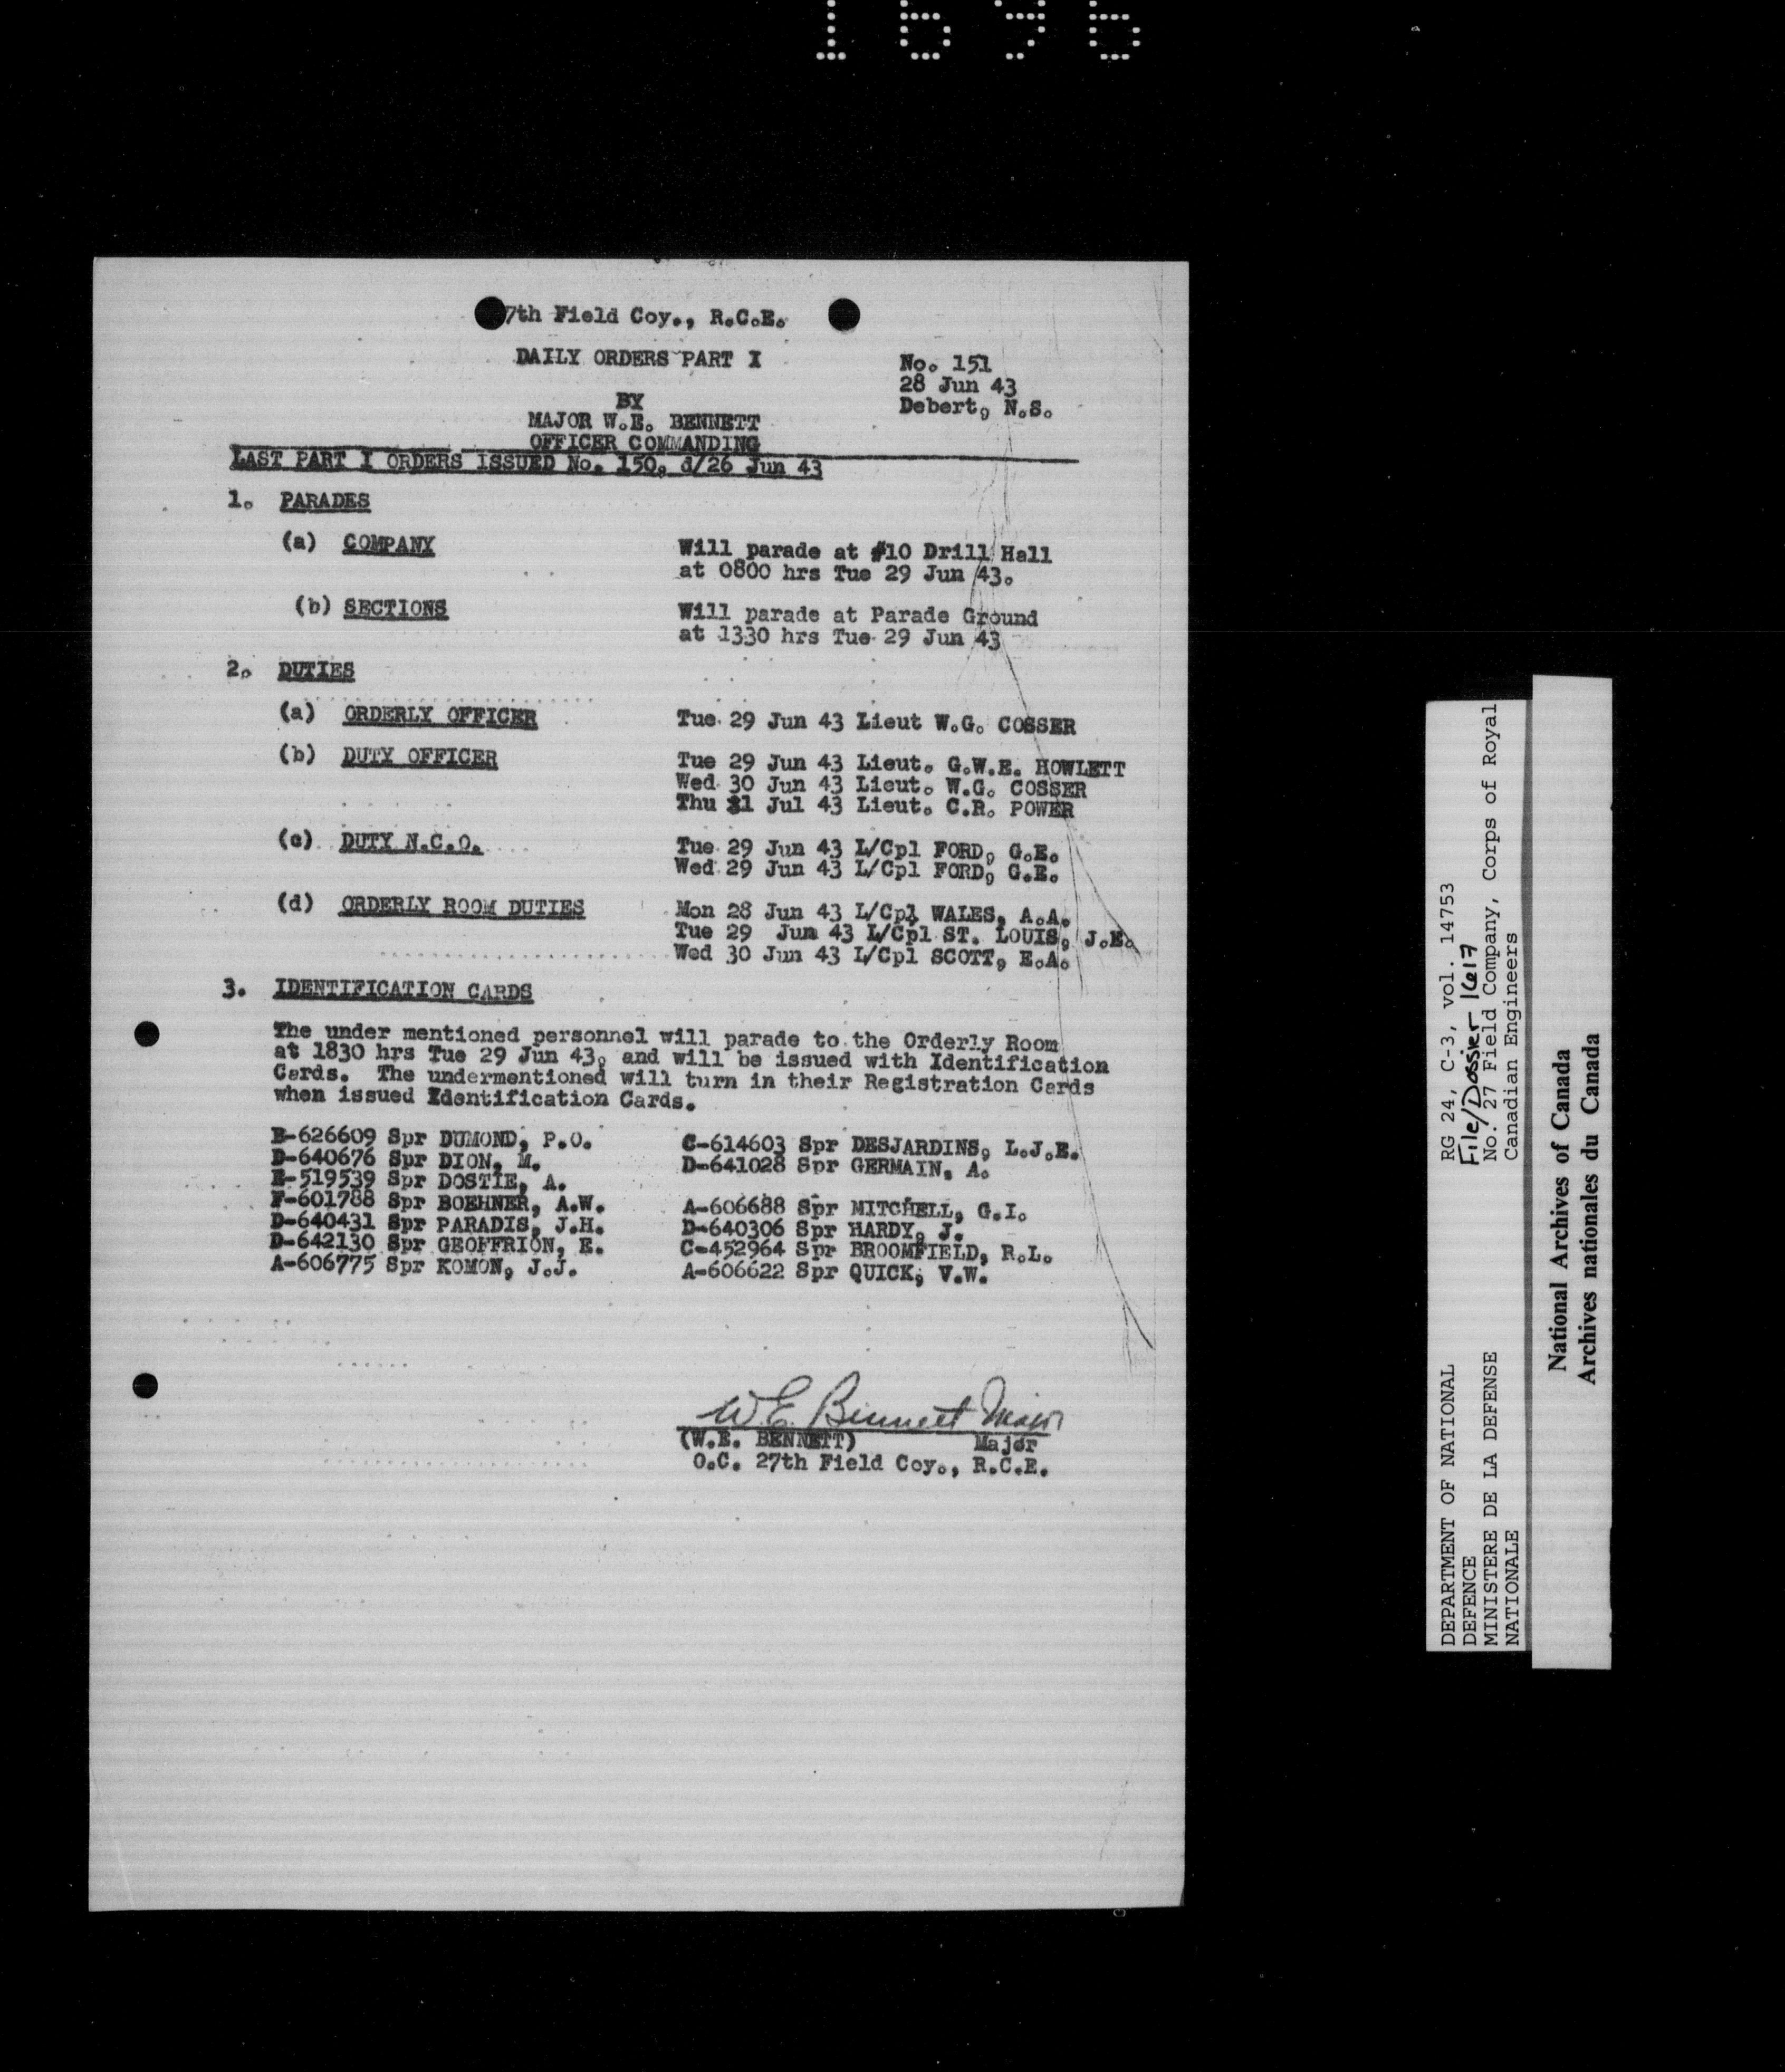 1696
7th Field Coy., R.C.E.
DAILY ORDERS PART I
No. 151
28 Jun 43
Debert, N.S.
BY
MAJOR W.E. BENNETT
OFFICER COMMANDING
LAST PART I ORDERS ISSUED No. 150, d/26 Jun 43
1. PARADES
(a) COMPANY Will parade at #10 Drill Hall
at 0800 hrs Tue 29 Jun 43.
(b) SECTIONS Will parade at Parade Ground
at 1330 hrs Tue 29 Jun 43
2. DUTIES
(a) ORDERLY OFFICER Tue 29 Jun 43 Lieut W.G. COSSER
(b) DUTY OFFICER Tue 29 Jun 43 Lieut. G.W.E. HOWLETT
Wed 30 Jun 43 Lieut. W.G. COSSER
Thu 1 Jul 43 Lieut. C.R. POWER
(c) DUTY N.C.O. Tue 29 Jun 43 L/Cpl FORD, G.E.
Wed 29 Jun 43 L/Cpl FORD, G.E.
(d) ORDERLY ROOM DUTIES Mon 28 Jun 43 L/Cpl WALES, A.A.
Tue 29 Jun 43 L/Cpl ST. LOUIS, J.E.
Wed 30 Jun 43 L/Cpl SCOTT, E.A.
3. IDENTIFICATION CARDS
The under mentioned personnel will parade to the Orderly Room
at 1830 hrs Tue 29 Jun 43, and will be issued with Identification
Cards. The undermentioned will turn in their Registration Cards
when issued Identification Cards.
E-626609 Spr DUMOND, P.O. C-614603 Spr DESJARDINS, L.J.E.
D-640676 Spr DION, M. D-641028 Spr GERMAIN, A.
E-519539 Spr DOSTIE, A.
F-601788 Spr BOEHNER, A.W. A-606688 Spr MITCHELL, G.I.
D-640431 Spr PARADIS, J.H. D-640306 Spr HARDY, J.
D-642130 Spr GEOFFRION, E. C-452964 Spr BROOMFIELD, R.L.
A-606775 Spr KOMON, J.J. A-606622 Spr QUICK, V.W.
W.E. Bennett Major
(W.E. BENNETT) Major
O.C. 27th Field Coy., R.C.E.
DEPARTMENT OF NATIONAL
DEFENCE
MINISTERE DE LA DEFENSE
NATIONALE
RG 24, C-3, vol. 14753
File/Dossier 1617
No. 27 Field Company, Corps of Royal
Canadian Engineers
National Archives of Canada
Archives nationales du Canada